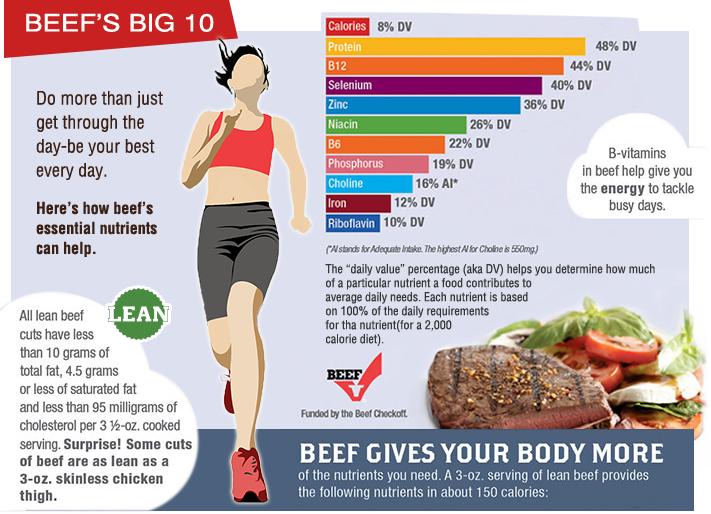 BEEF'S BIG 10
Do more than just
get through the
day-be your best
every day.
Here's how beef's
essential nutrients
can help.
LEAN
All lean beef
cuts have less
than 10 grams of
total fat, 4.5 grams
or less of saturated fat
and less than 95 milligrams of
cholesterol per 3 ½-oz. cooked
serving. Surprise! Some cuts
of beef are as lean as a
3-oz. skinless chicken
thigh.
Calories 8% DV
Protein 48% DV
B12 44% DV
Selenium 40% DV
Zinc 36% DV
Niacin 26% DV
B6 22% DV
Phosphorus 19% DV
Choline 16% AI*
Iron 12% DV
Riboflavin 10% DV
B-vitamins
in beef help give you
the energy to tackle
busy days.
(*AI stands for Adequate Intake. The highest AI for Choline is 550mg.)
The "daily value" percentage (aka DV) helps you determine how much
of a particular nutrient a food contributes to
average daily needs. Each nutrient is based
on 100% of the daily requirements
for tha nutrient(for a 2,000
calorie diet).
BEEF
Funded by the Beef Checkoff.
BEEF GIVES YOUR BODY MORE
of the nutrients you need. A 3-oz. serving of lean beef provides
the following nutrients in about 150 calories: